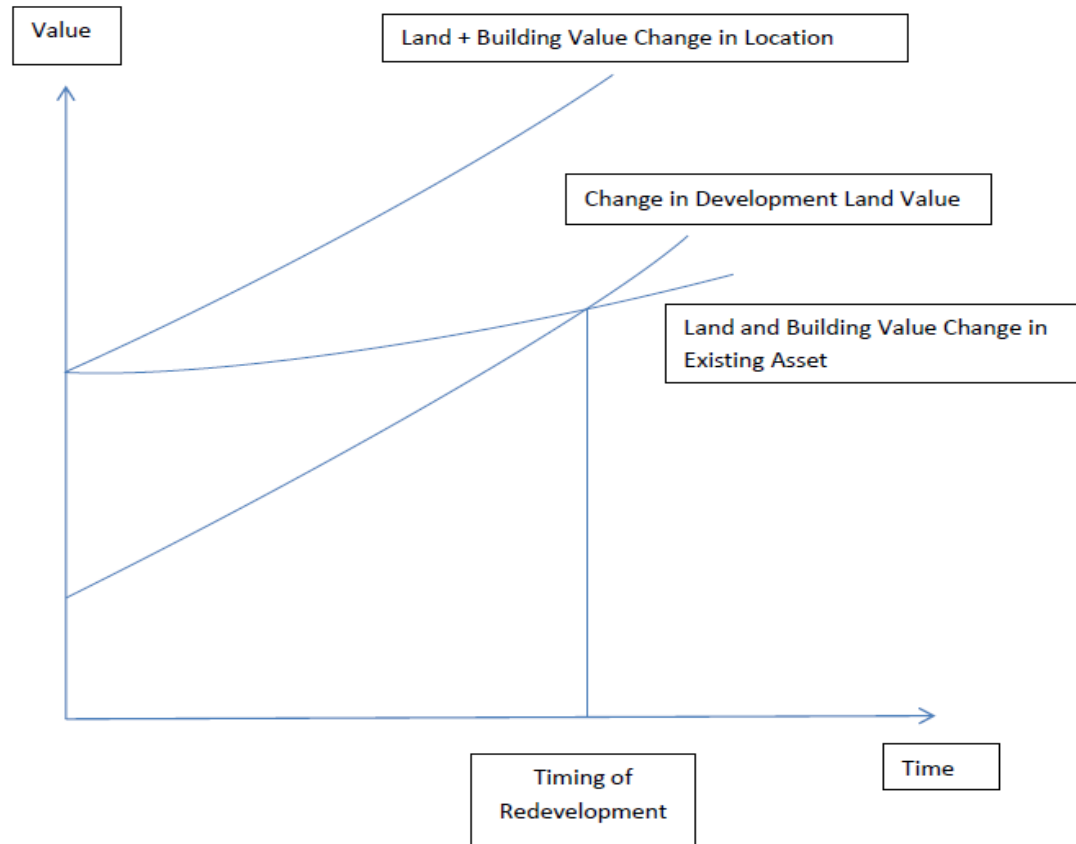 Value
Land + Building Value Change in Location
Change in Development Land Value
Land and Building Value Change in
Existing Asset
Timing of
Redevelopment
Time